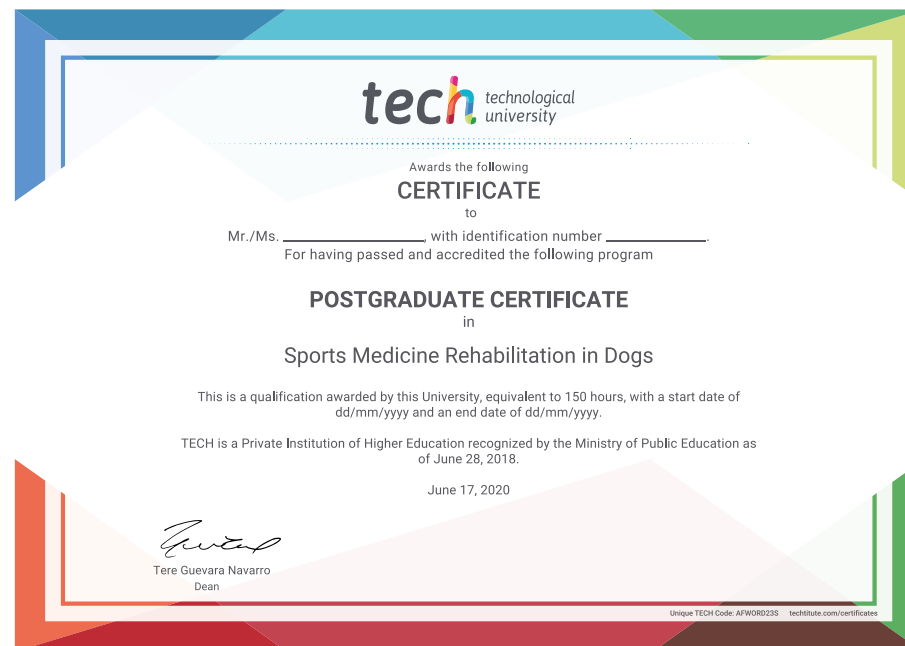 tech technological
university
Awards the following
CERTIFICATE
to
Mr./Ms. ____________, with identification number ____________.
For having passed and accredited the following program
POSTGRADUATE CERTIFICATE
in
Sports Medicine Rehabilitation in Dogs
This is a qualification awarded by this University, equivalent to 150 hours, with a start date of
dd/mm/yyyy and an end date of dd/mm/yyyy.
TECH is a Private Institution of Higher Education recognized by the Ministry of Public Education as
of June 28, 2018.
June 17, 2020
Tere Guevara Navarro
Dean
Unique TECH Code: AFWORD23S techtitute.com/certificates